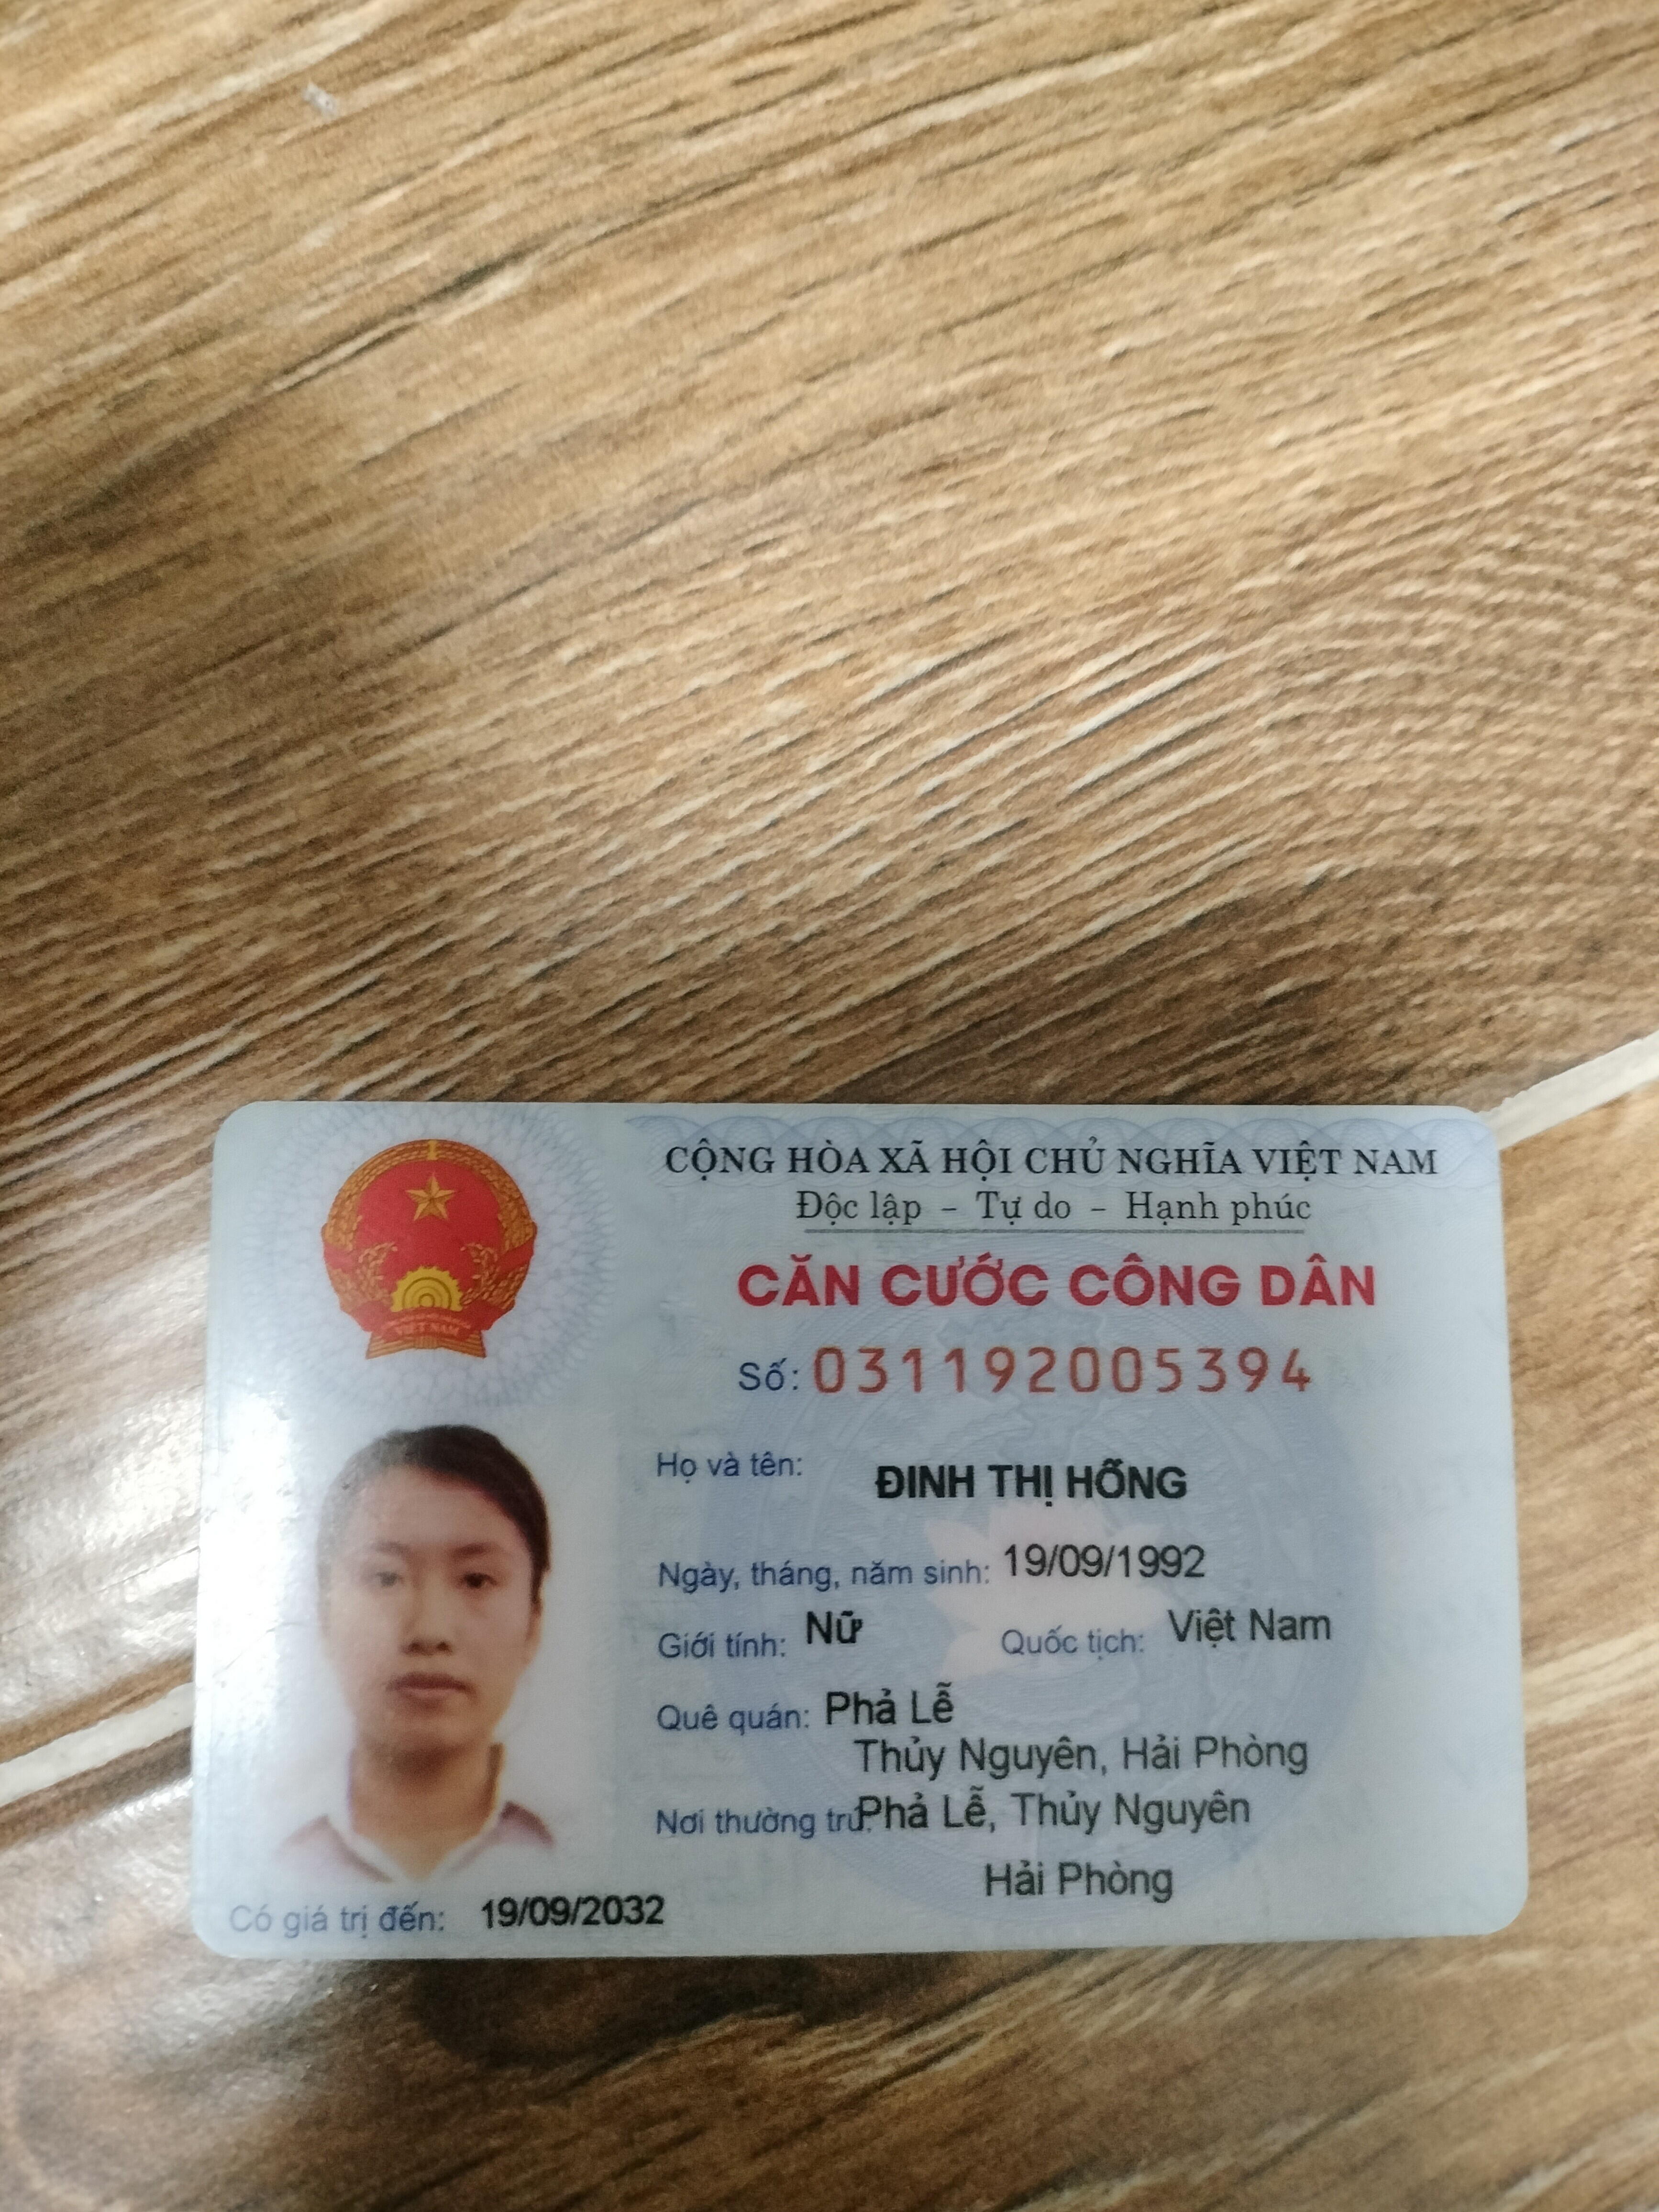 CỘNG HÒA XÃ HỘI CHỦ NGHĨA VIỆT NAM
Độc lập – Tự do – Hạnh phúc
CĂN CƯỚC CÔNG DÂN
Số: 031192005394
Họ và tên: ĐINH THỊ HỒNG
Ngày, tháng, năm sinh: 19/09/1992
Giới tính: Nữ Quốc tịch: Việt Nam
Quê quán: Phả Lễ
Thủy Nguyên, Hải Phòng
Nơi thường trú: Phả Lễ, Thủy Nguyên
Hải Phòng
Có giá trị đến: 19/09/2032
VIỆT NAM